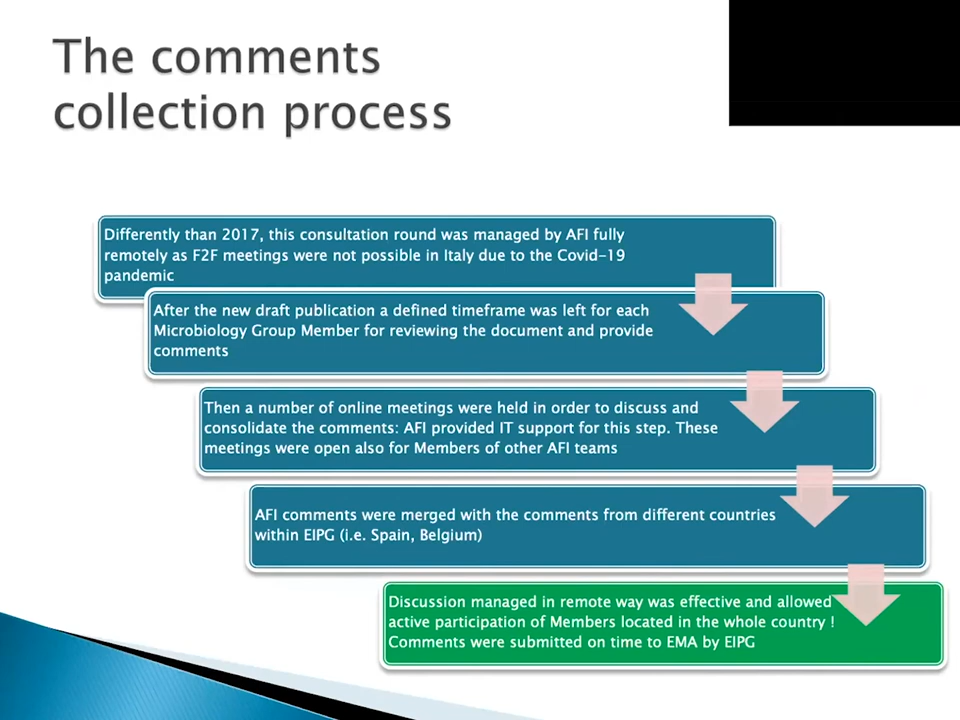 The comments
collection process
Differently than 2017, this consultation round was managed by AFI fully
remotely as F2F meetings were not possible in Italy due to the Covid-19
pandemic
After the new draft publication a defined timeframe was left for each
Microbiology Group Member for reviewing the document and provide
comments
Then a number of online meetings were held in order to discuss and
consolidate the comments: AFI provided IT support for this step. These
meetings were open also for Members of other AFI teams
AFI comments were merged with the comments from different countries
within EIPG (i.e. Spain, Belgium)
Discussion managed in remote way was effective and allowed
active participation of Members located in the whole country !
Comments were submitted on time to EMA by EIPG